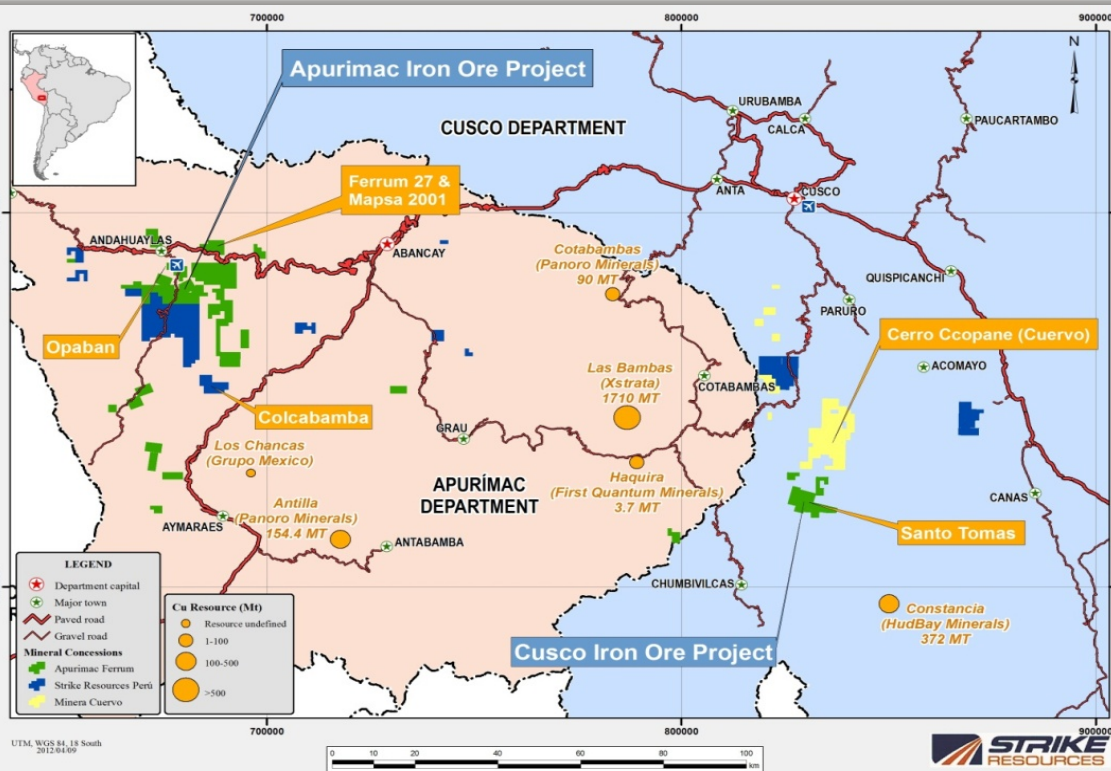 700000
800000
900000
N
Apurimac Iron Ore Project
CUSCO DEPARTMENT
URUBAMBA
CALCA
PAUCARTAMBO
Ferrum 27 &
Mapsa 2001
ANTA
CUSCO
ANDAHUAYLAS
ABANCAY
Cotabambas
(Panoro Minerals)
90 MT
QUISPICANCHI
PARURO
Opaban
Cerro Ccopane (Cuervo)
Las Bambas
(Xstrata)
1710 MT
COTABAMBAS
ACOMAYO
Colcabamba
GRAU
Los Chancas
(Grupo Mexico)
Haquira
(First Quantum Minerals)
3.7 MT
APURÍMAC
DEPARTMENT
CANAS
Antilla
(Panoro Minerals)
154.4 MT
AYMARAES
Santo Tomas
ANTABAMBA
CHUMBIVILCAS
Constancia
(HudBay Minerals)
372 MT
Cusco Iron Ore Project
LEGEND
Department capital
Major town
Paved road
Gravel road
Mineral Concessions
Apurimac Ferrum
Strike Resources Perú
Minera Cuervo
Cu Resource (Mt)
Resource undefined
1-100
100-500
>500
700000
800000
900000
UTM, WGS 84, 18 South
2012/04/09
0 10 20 40 60 80 100
km
STRIKE
RESOURCES